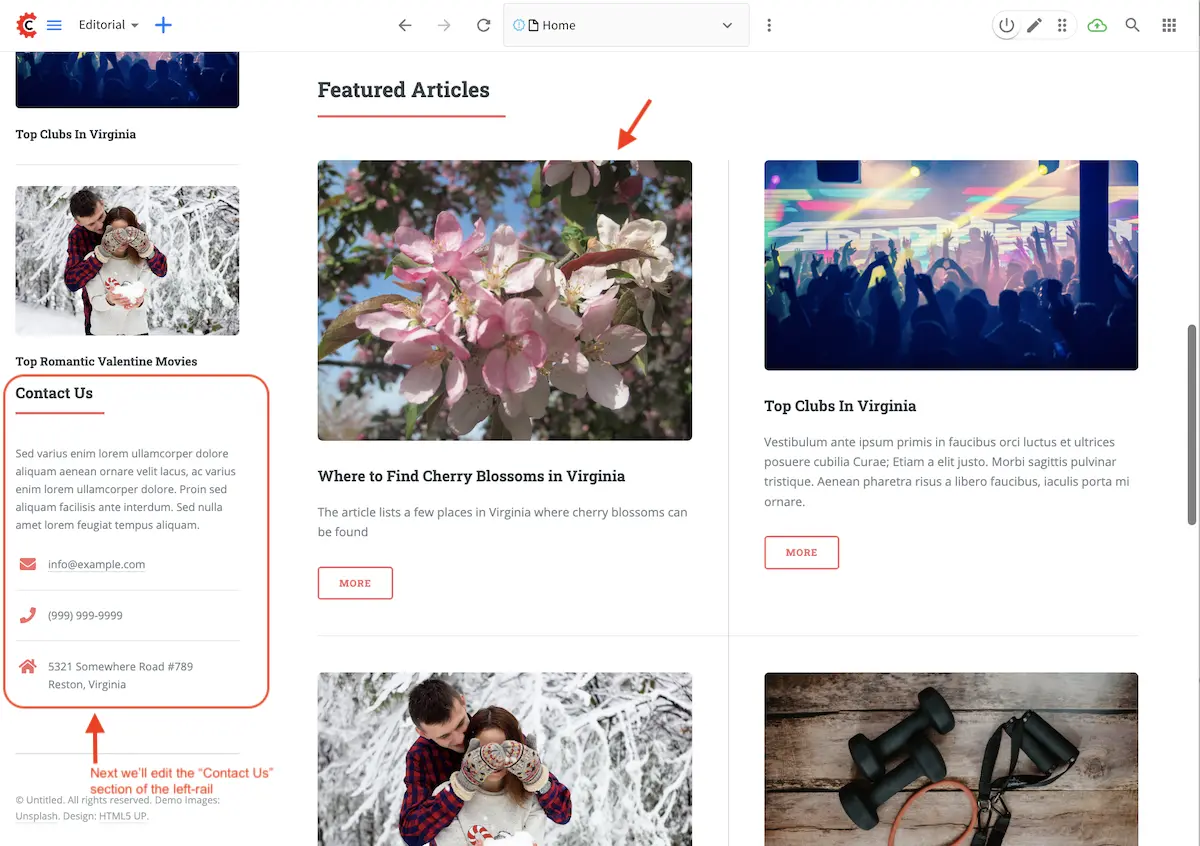 C
Editorial
Home
Top Clubs In Virginia
Top Romantic Valentine Movies
Contact Us
Sed varius enim lorem ullamcorper dolore
aliquam aenean ornare velit lacus, ac varius
enim lorem ullamcorper dolore. Proin sed
aliquam facilisis ante interdum. Sed nulla
amet lorem feugiat tempus aliquam.
info@example.com
(999) 999-9999
5321 Somewhere Road #789
Reston, Virginia
Next we'll edit the “Contact Us”
section of the left-rail
© Untitled. All rights reserved. Demo Images:
Unsplash. Design: HTML5 UP.
Featured Articles
Where to Find Cherry Blossoms in Virginia
The article lists a few places in Virginia where cherry blossoms can
be found
MORE
Top Clubs In Virginia
Vestibulum ante ipsum primis in faucibus orci luctus et ultrices
posuere cubilia Curae; Etiam a elit justo. Morbi sagittis pulvinar
tristique. Aenean pharetra risus a libero faucibus, iaculis porta mi
ornare.
MORE